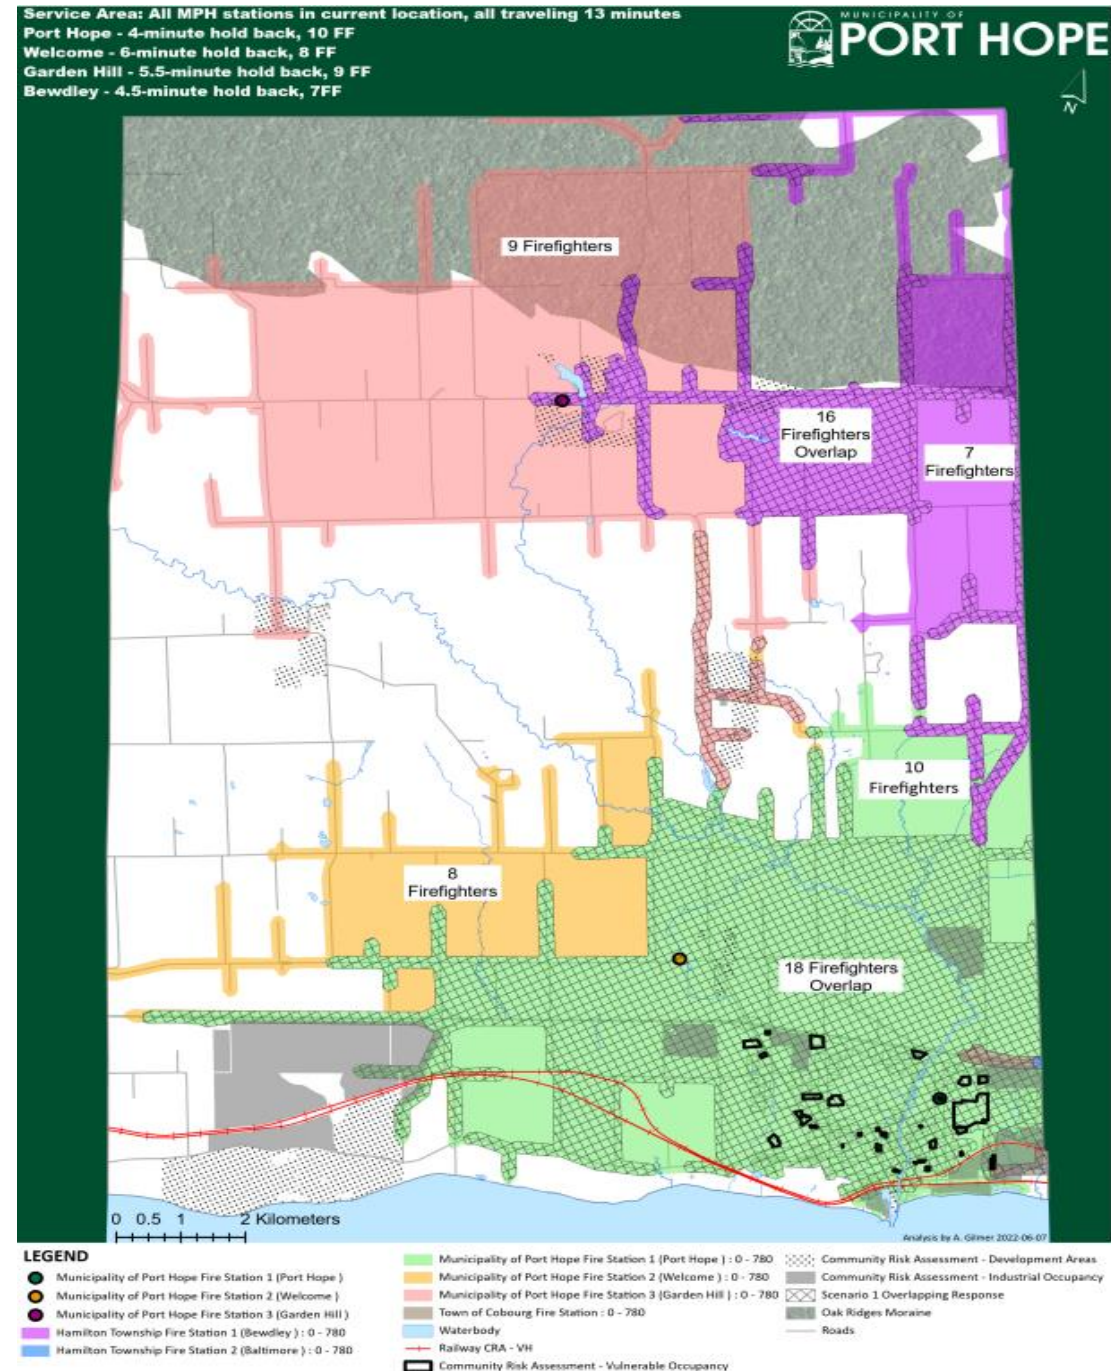 Service Area: All MPH stations in current location, all traveling 13 minutes
Port Hope - 4-minute hold back, 10 FF
Welcome - 6-minute hold back, 8 FF
Garden Hill - 5.5-minute hold back, 9 FF
Bewdley - 4.5-minute hold back, 7FF
MUNICIPALITY OF
PORT HOPE
N
9 Firefighters
16
Firefighters
Overlap
7
Firefighters
10
Firefighters
8
Firefighters
18 Firefighters
Overlap
0 0.5 1 2 Kilometers
Analysis by A. Gilmer 2022-06-07
LEGEND
Municipality of Port Hope Fire Station 1 (Port Hope )
Municipality of Port Hope Fire Station 2 (Welcome )
Municipality of Port Hope Fire Station 3 (Garden Hill )
Hamilton Township Fire Station 1 (Bewdley ) : 0 - 780
Hamilton Township Fire Station 2 (Baltimore ) : 0 - 780
Municipality of Port Hope Fire Station 1 (Port Hope ) : 0 - 780
Municipality of Port Hope Fire Station 2 (Welcome ) : 0 - 780
Municipality of Port Hope Fire Station 3 (Garden Hill ) : 0 - 780
Town of Cobourg Fire Station : 0 - 780
Waterbody
Railway CRA - VH
Community Risk Assessment - Vulnerable Occupancy
Community Risk Assessment - Development Areas
Community Risk Assessment - Industrial Occupancy
Scenario 1 Overlapping Response
Oak Ridges Moraine
Roads